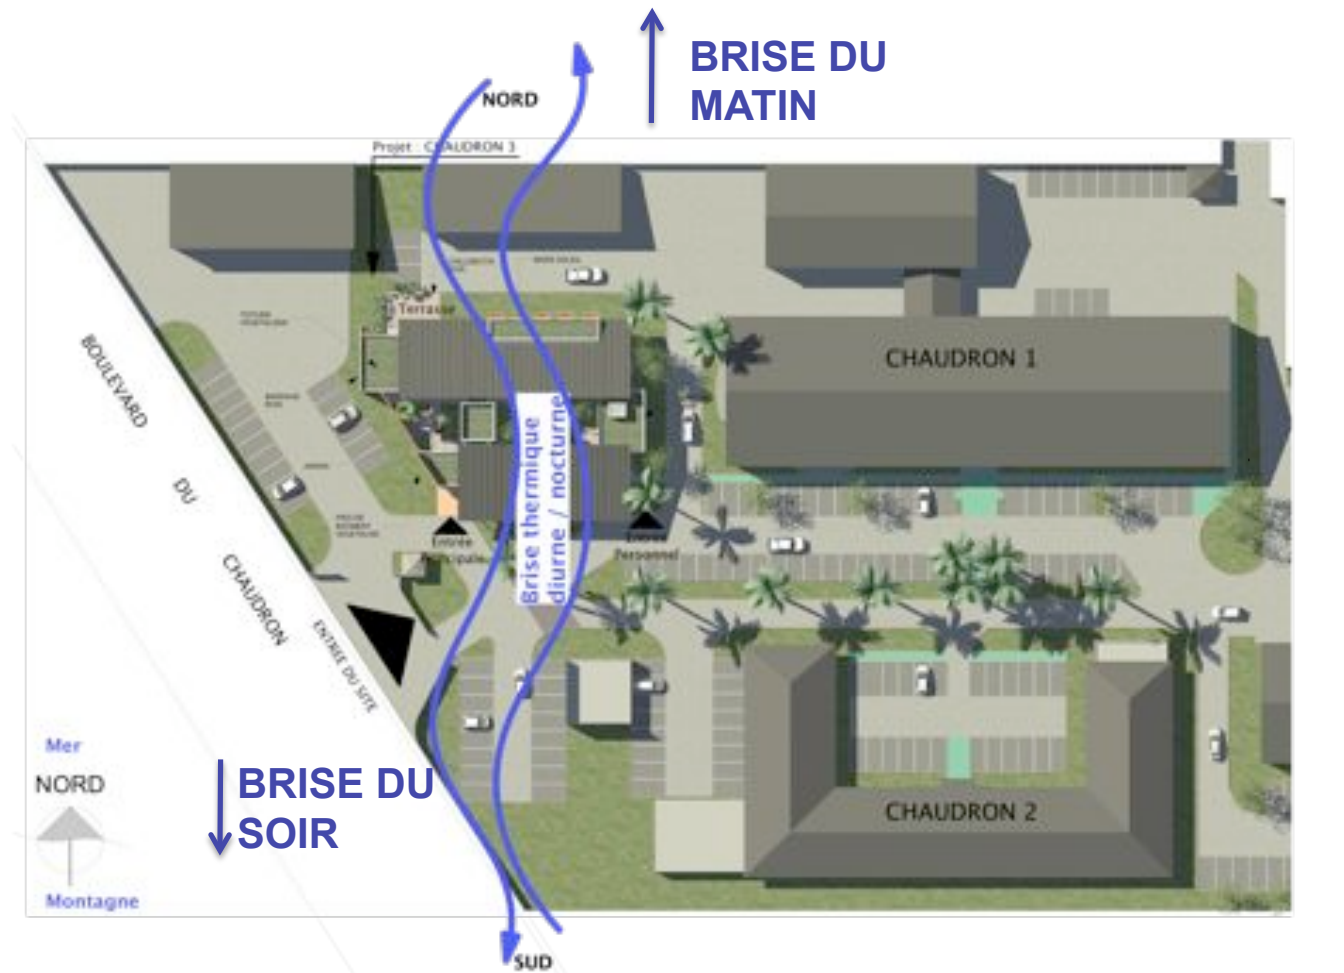 BRISE DU
MATIN
NORD
Projet : CHAUDRON 3
Terrasse
CHAUDRON 1
BOULEVARD
DU
CHAUDRON
Brise thermique
diurne / nocturne
Entrée
Principale
Personnel
ENTREE DU SITE
Mer
NORD
Montagne
BRISE DU
SOIR
CHAUDRON 2
SUD